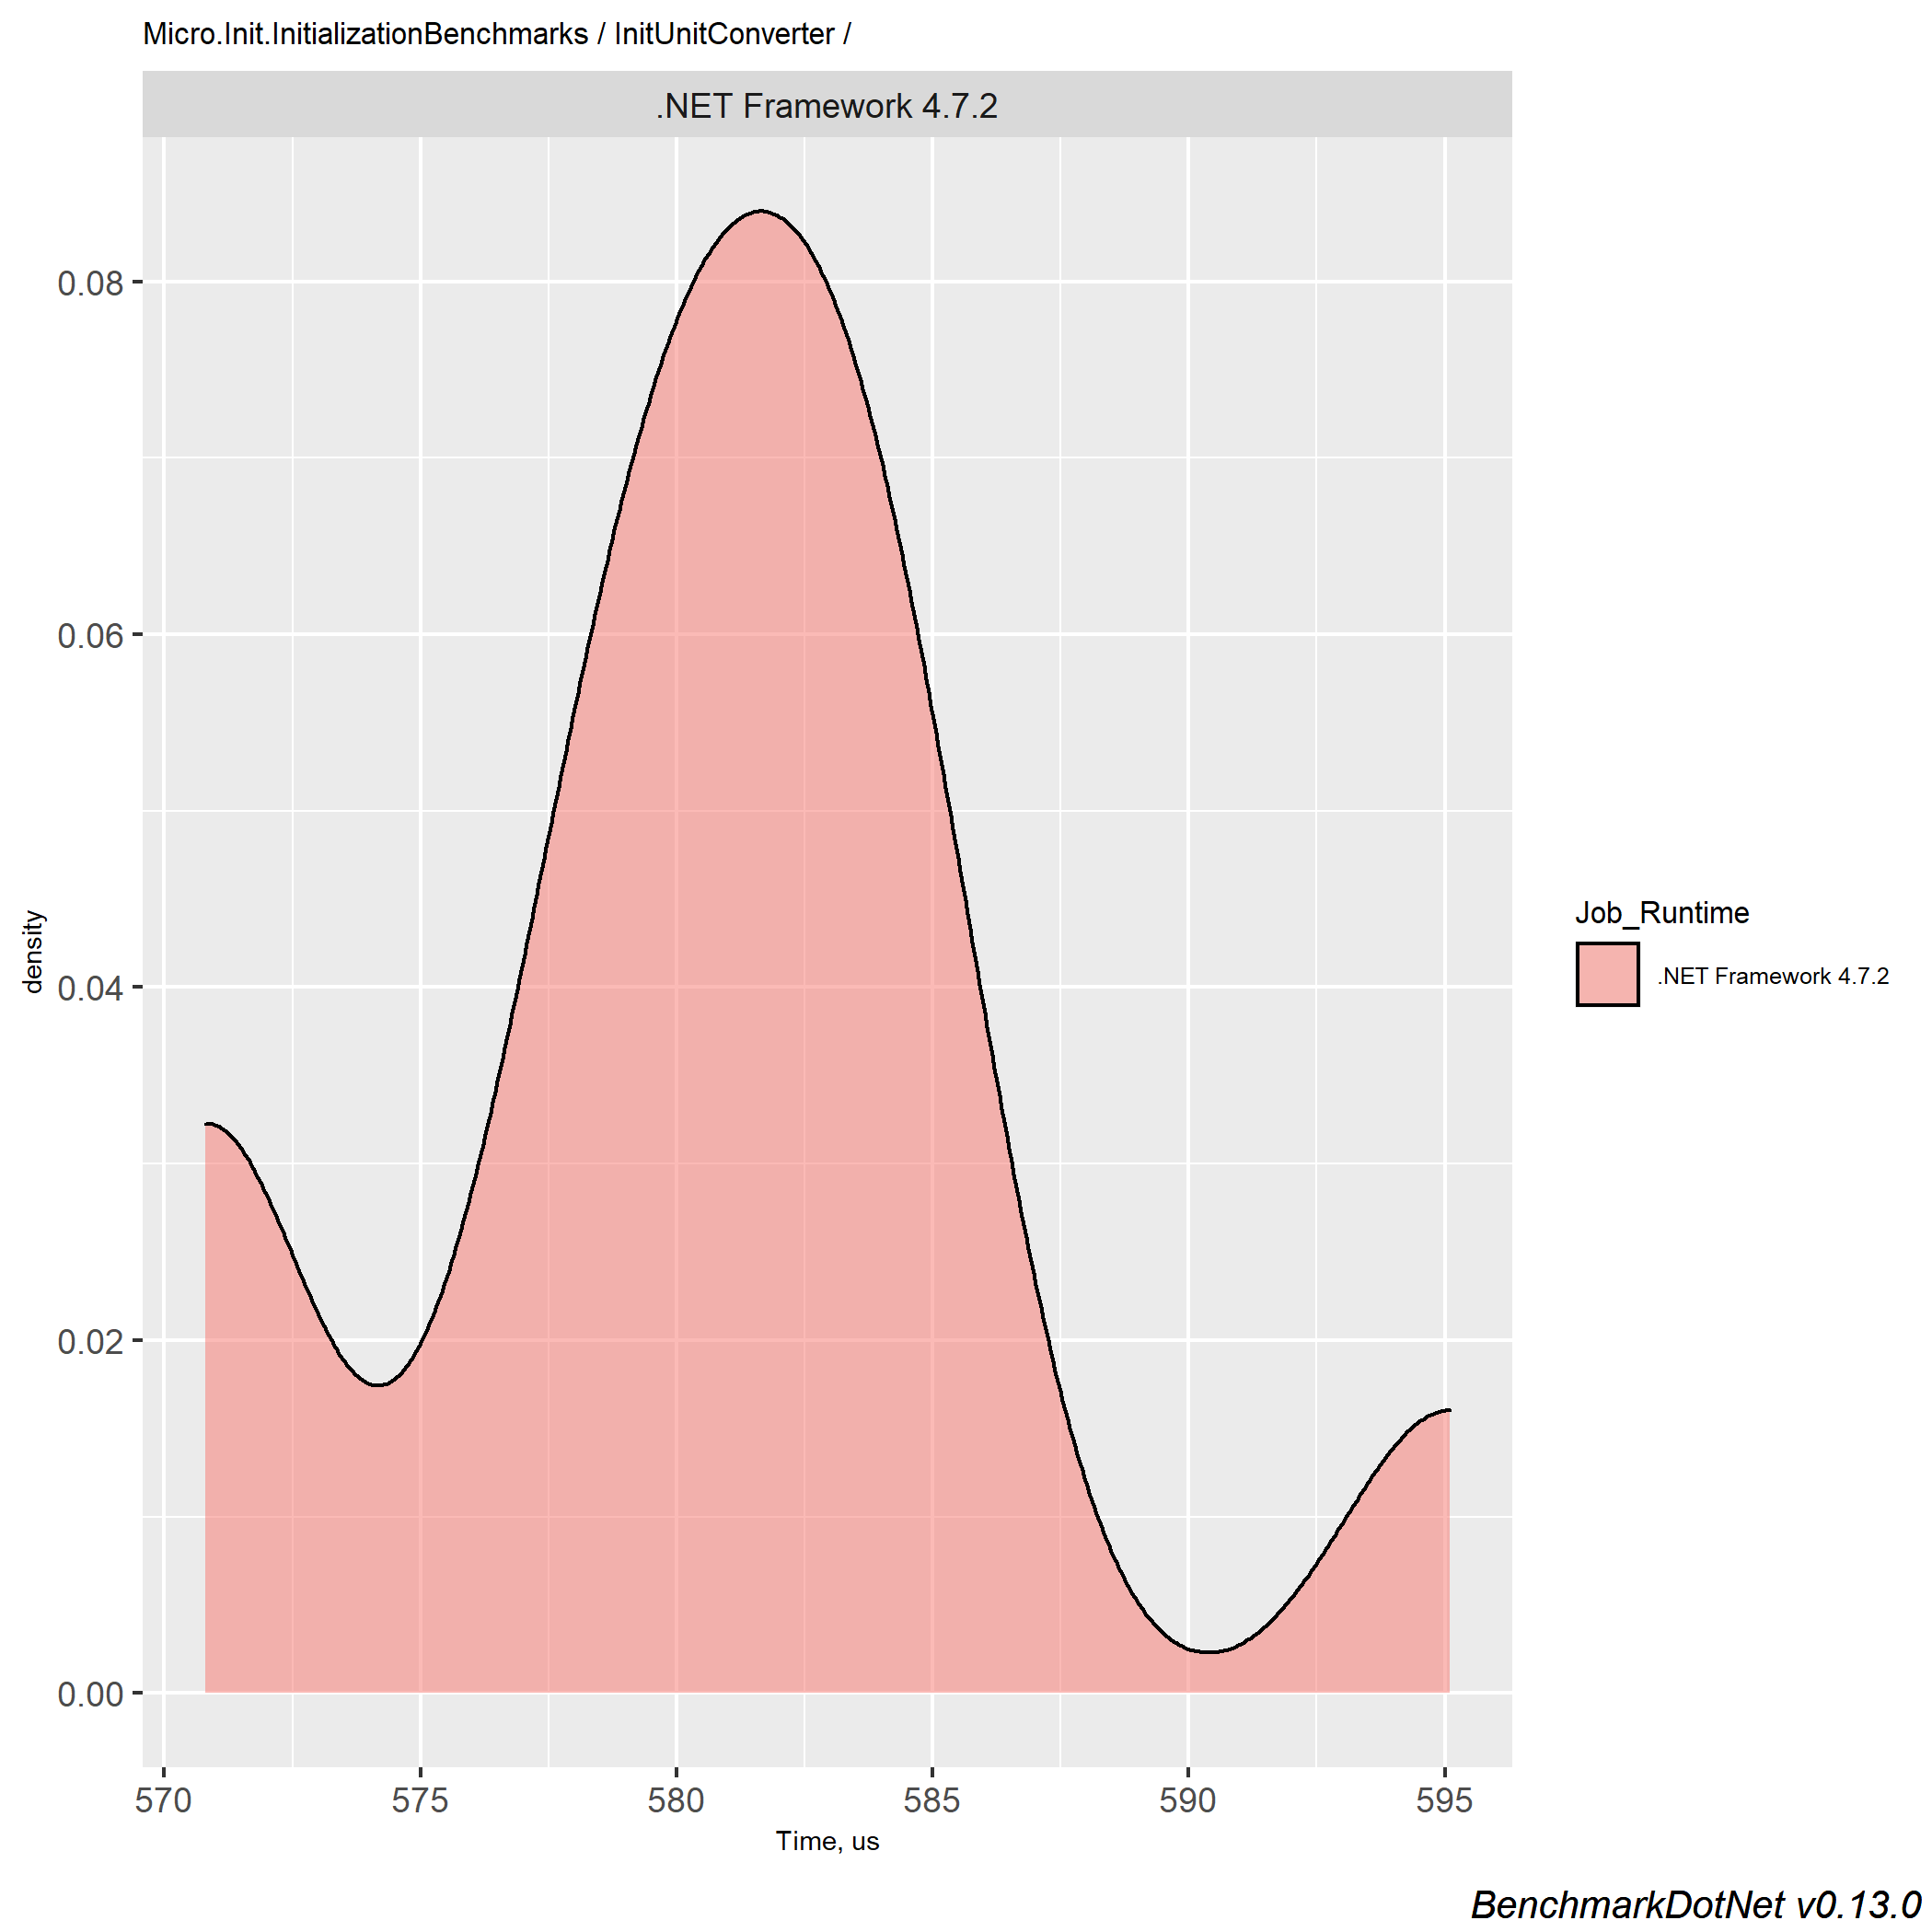 Micro.Init.InitializationBenchmarks / InitUnitConverter /
.NET Framework 4.7.2
0.08
0.06
0.04
0.02
0.00
density
570 575 580 585 590 595
Time, us
Job_Runtime
.NET Framework 4.7.2
BenchmarkDotNet v0.13.0